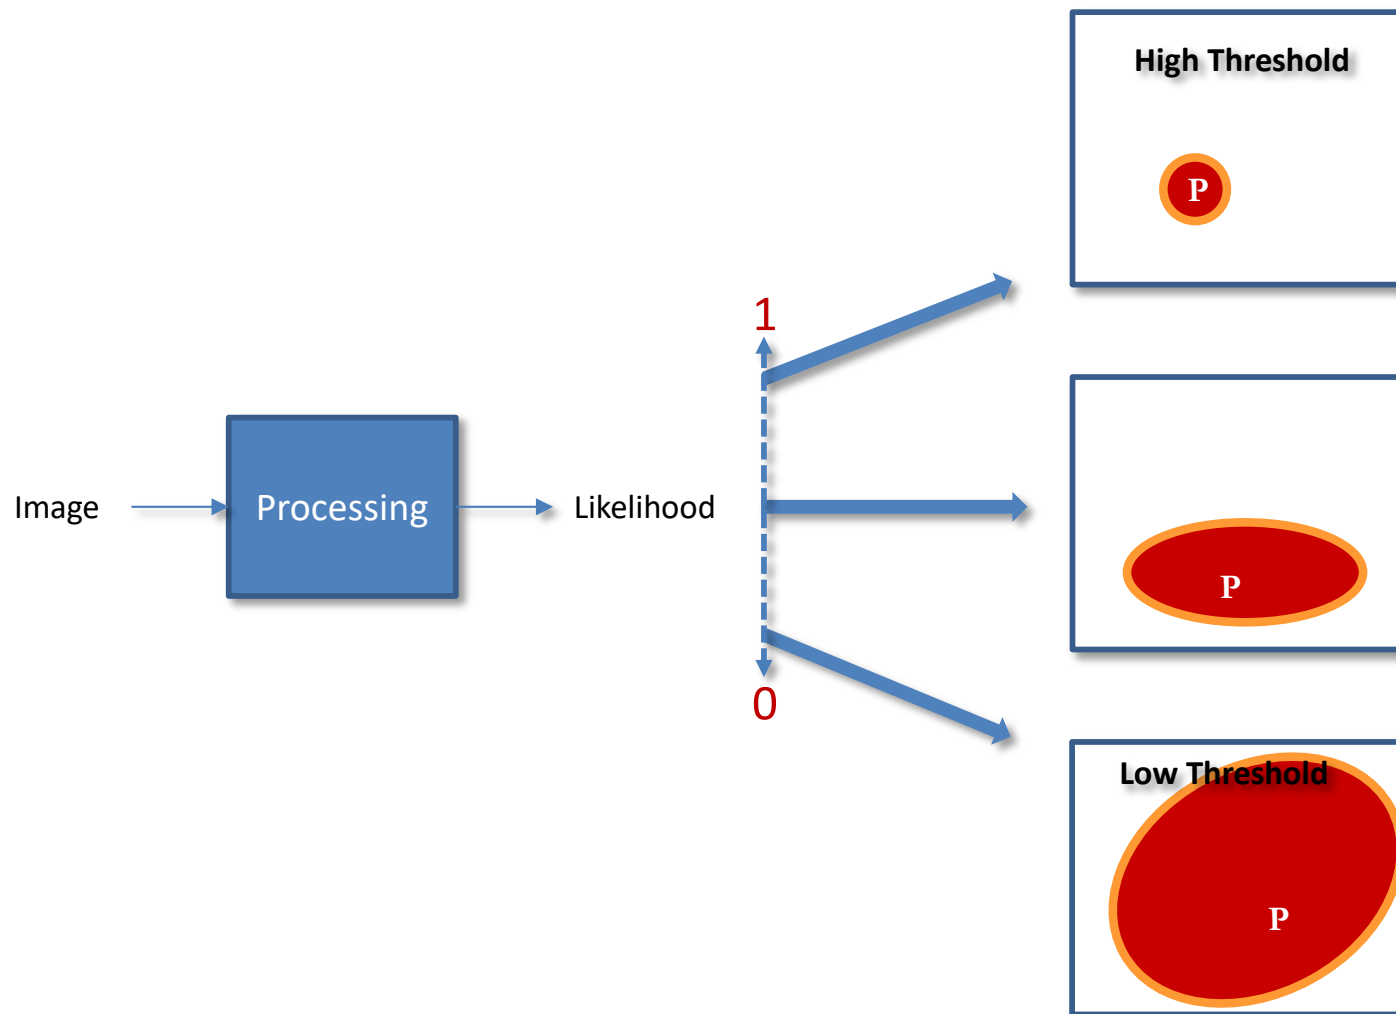 High Threshold
P
1
Image
Processing
Likelihood
P
0
Low Threshold
P